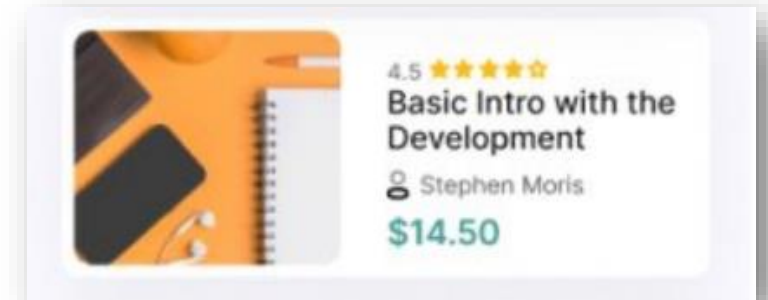 4.5
Basic Intro with the
Development
Stephen Moris
$14.50